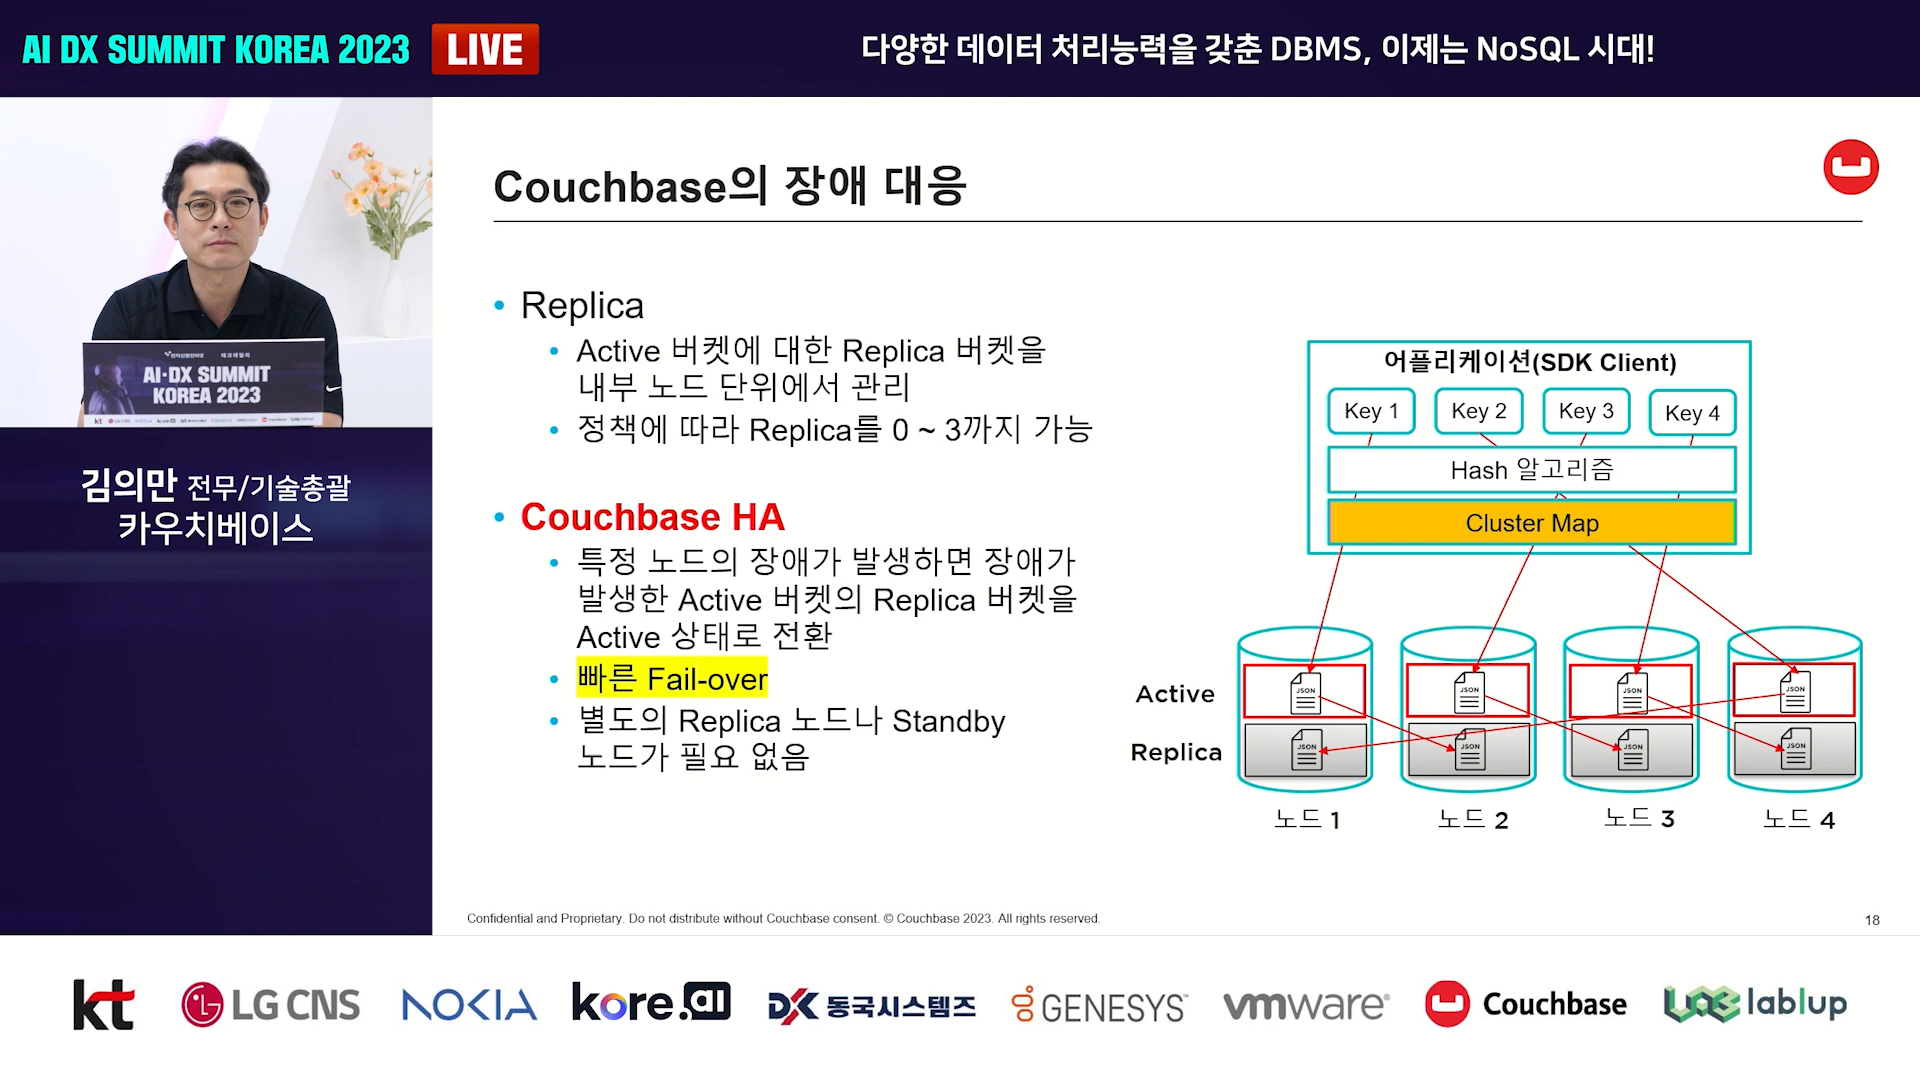 AI DX SUMMIT KOREA 2023
LIVE
다양한 데이터 처리능력을 갖춘 DBMS, 이제는 NoSQL 시대!
AI·DX SUMMIT
KOREA 2023
김의만 전무/기술총괄
카우치베이스
Couchbase의 장애 대응
• Replica
• Active 버켓에 대한 Replica 버켓을
내부 노드 단위에서 관리
• 정책에 따라 Replica를 0 ~ 3까지 가능
• Couchbase HA
• 특정 노드의 장애가 발생하면 장애가
발생한 Active 버켓의 Replica 버켓을
Active 상태로 전환
• 빠른 Fail-over
• 별도의 Replica 노드나 Standby
노드가 필요 없음
어플리케이션(SDK Client)
Key 1 Key 2 Key 3 Key 4
Hash 알고리즘
Cluster Map
Active
JSON JSON JSON JSON
Replica
JSON JSON JSON JSON
노드 1 노드 2 노드 3 노드 4
Confidential and Proprietary. Do not distribute without Couchbase consent. © Couchbase 2023. All rights reserved.
18
kt LG CNS NOKIA kore.ai DK 동국시스템즈 GENESYS™ vmware® Couchbase lablup